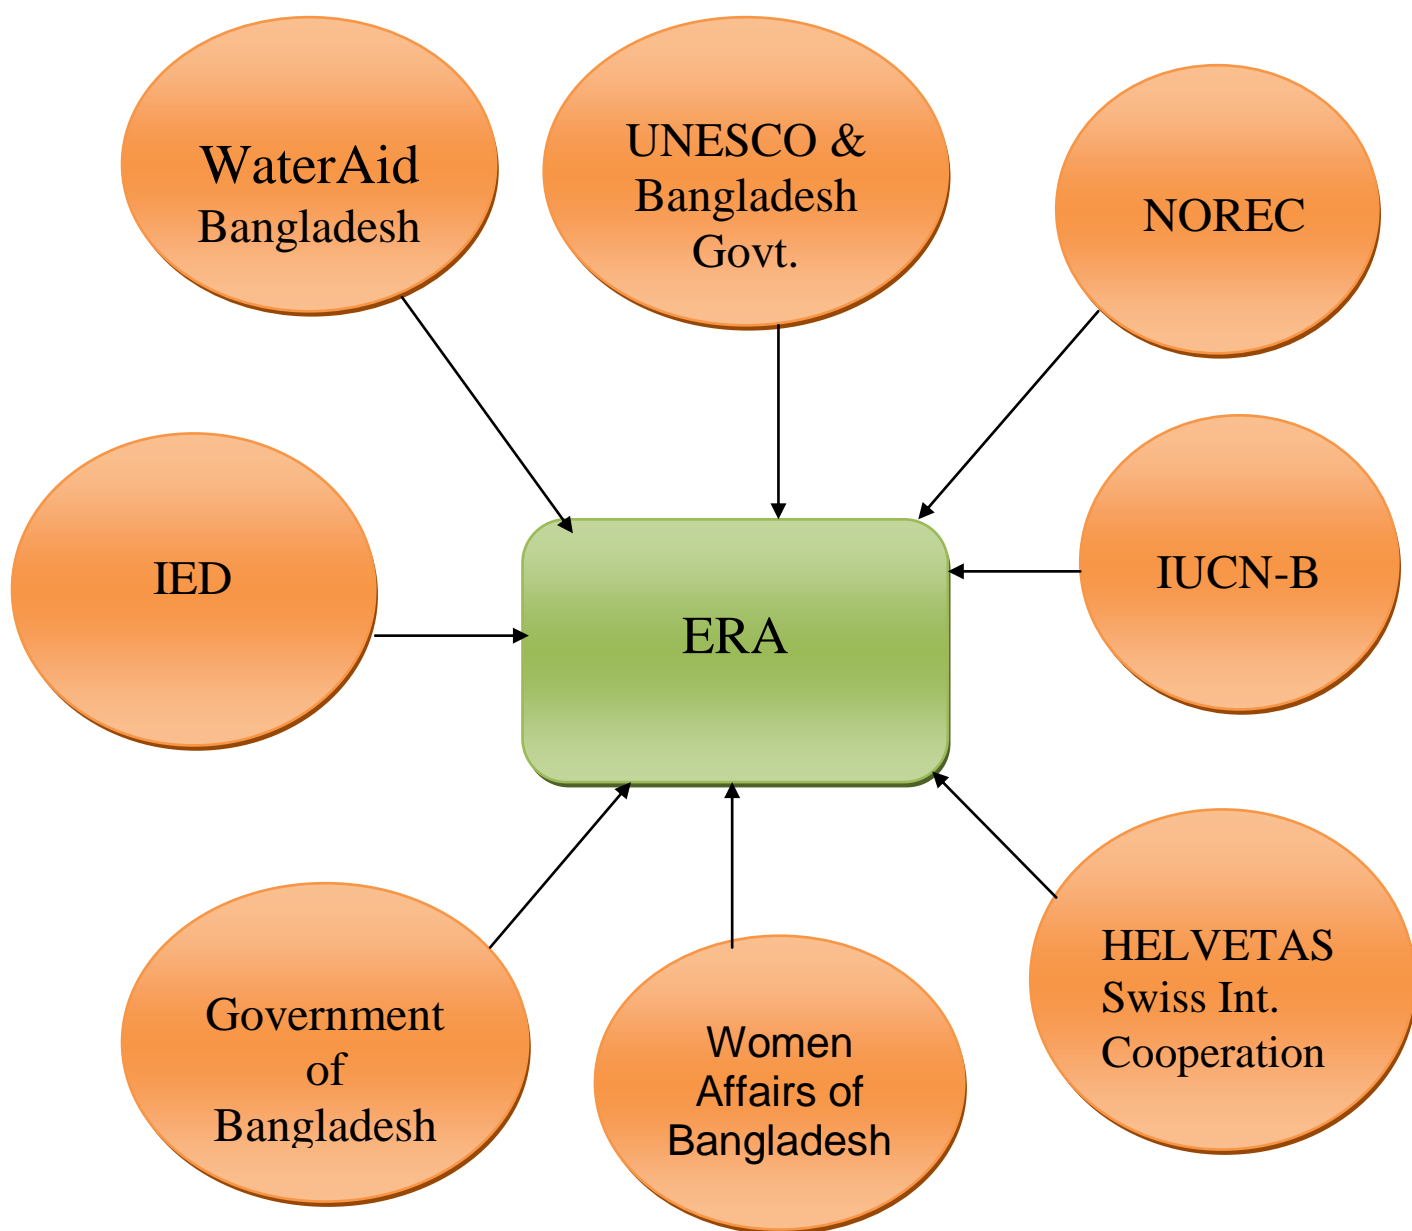 WaterAid
Bangladesh
UNESCO &
Bangladesh
Govt.
NOREC
IED
ERA
IUCN-B
Government
of
Bangladesh
Women
Affairs of
Bangladesh
HELVETAS
Swiss Int.
Cooperation